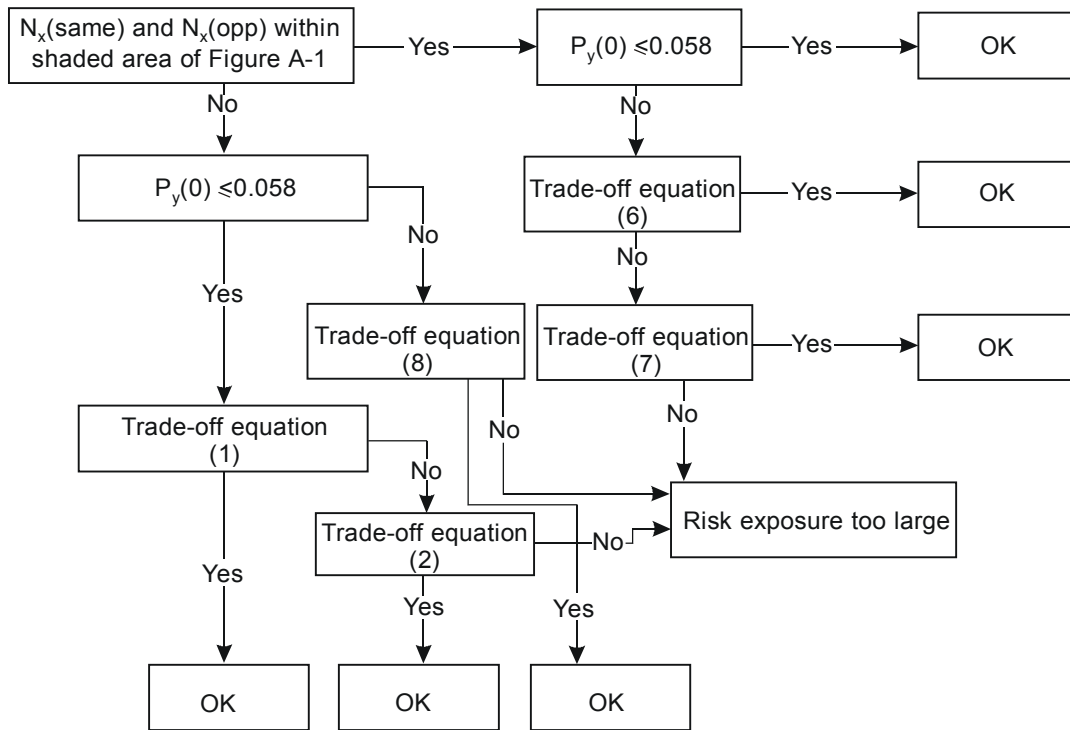 Nₓ(same) and Nₓ(opp) within
shaded area of Figure A-1
Yes
P_y(0) ⩽0.058
Yes
OK
No
No
P_y(0) ⩽0.058
Trade-off equation
(6)
Yes
OK
No
No
Yes
Trade-off equation
(8)
Trade-off equation
(7)
Yes
OK
No
No
Trade-off equation
(1)
No
Risk exposure too large
Trade-off equation
(2)
No
Yes
Yes
Yes
OK
OK
OK